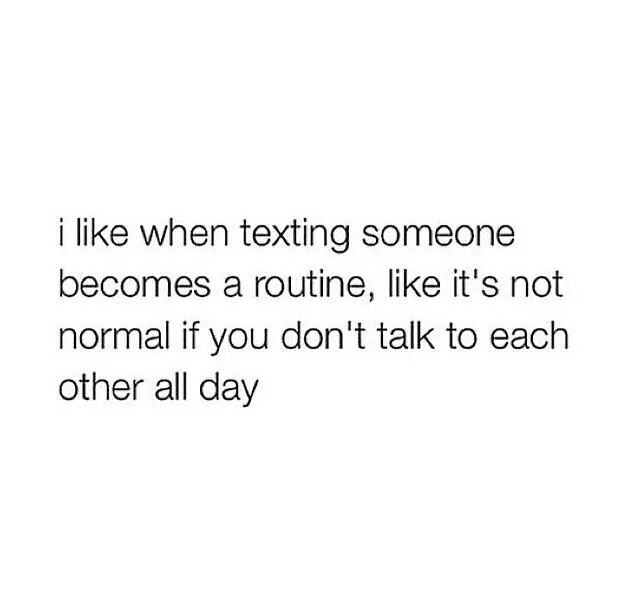 i like when texting someone
becomes a routine, like it's not
normal if you don't talk to each
other all day